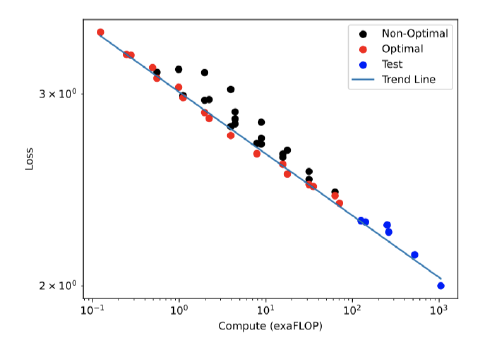 Non-Optimal
Optimal
Test
Trend Line
3 × 10⁰
2 × 10⁰
Loss
10⁻¹ 10⁰ 10¹ 10² 10³
Compute (exaFLOP)